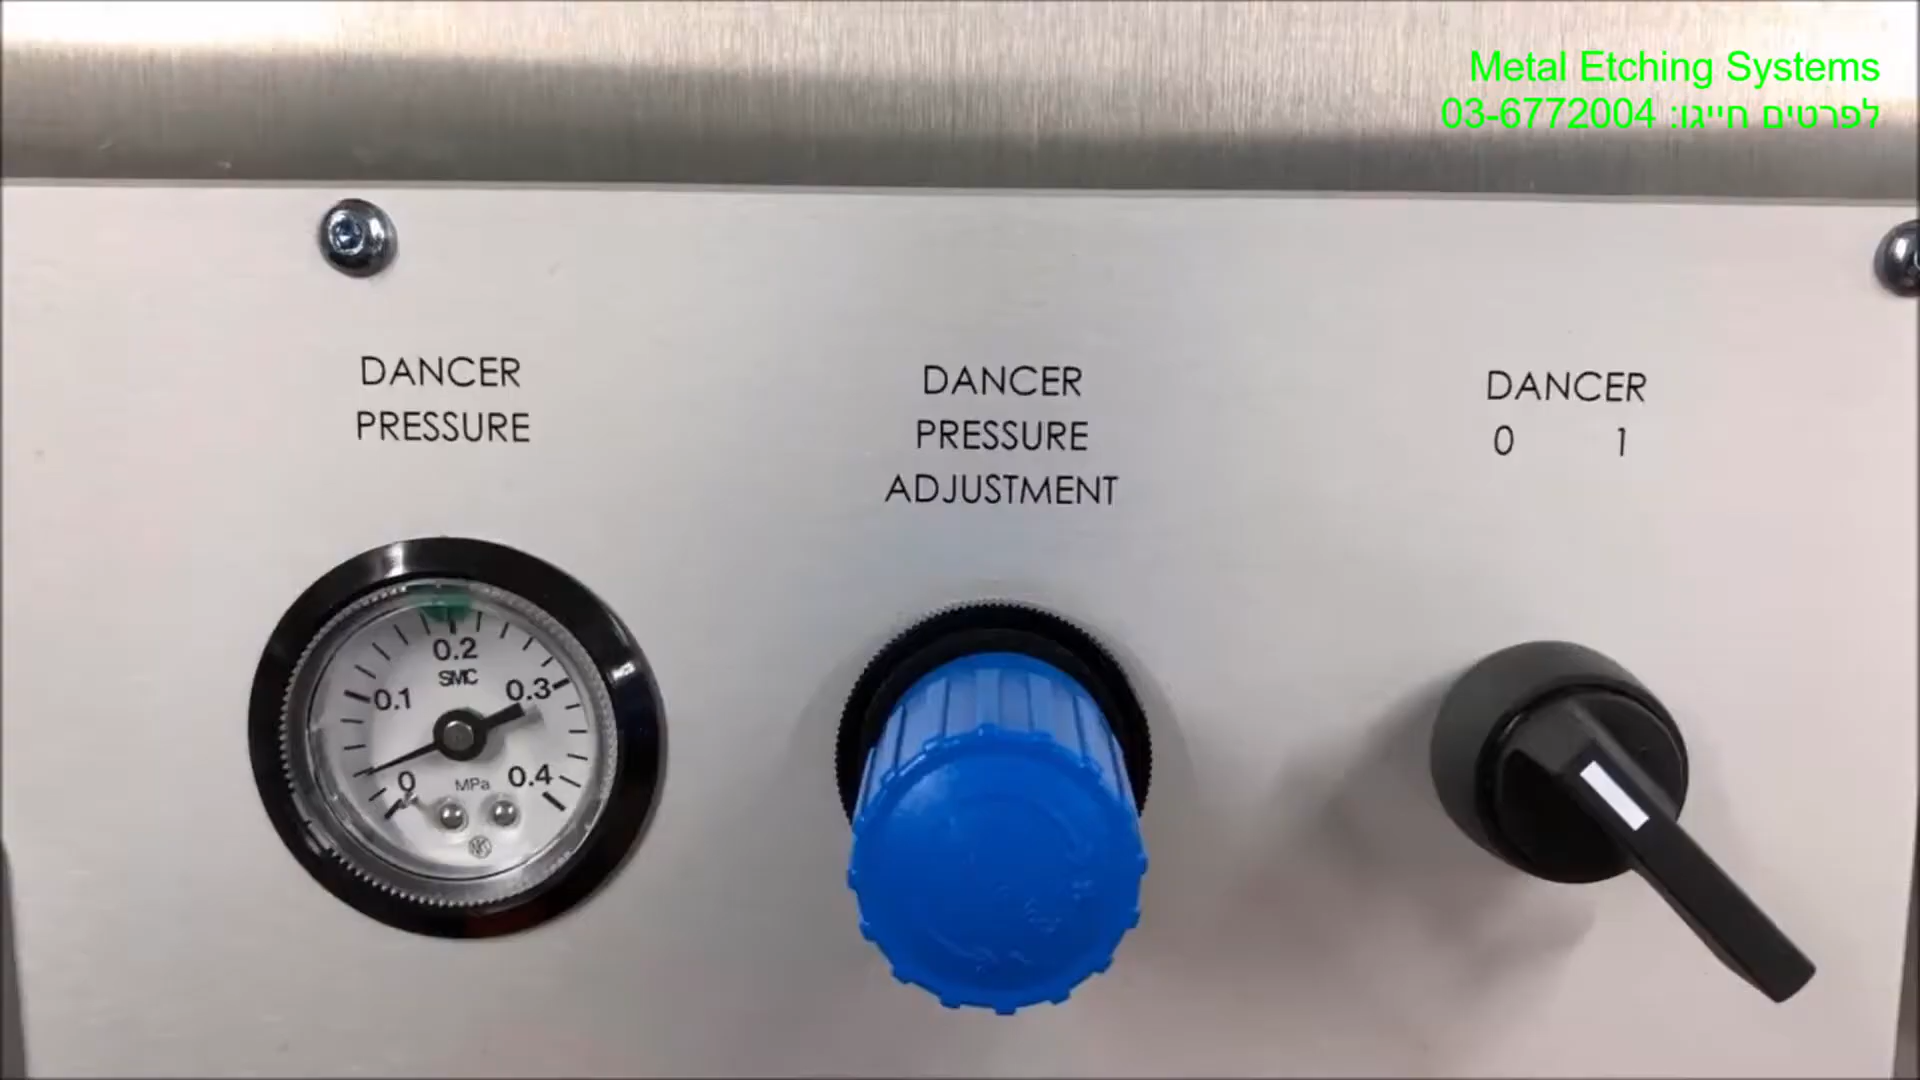 Metal Etching Systems
לפרטים חייגו: 03-6772004
DANCER
PRESSURE
DANCER
PRESSURE
ADJUSTMENT
DANCER
0 1
0.2
SMC
0.1
0.3
0
MPa
0.4